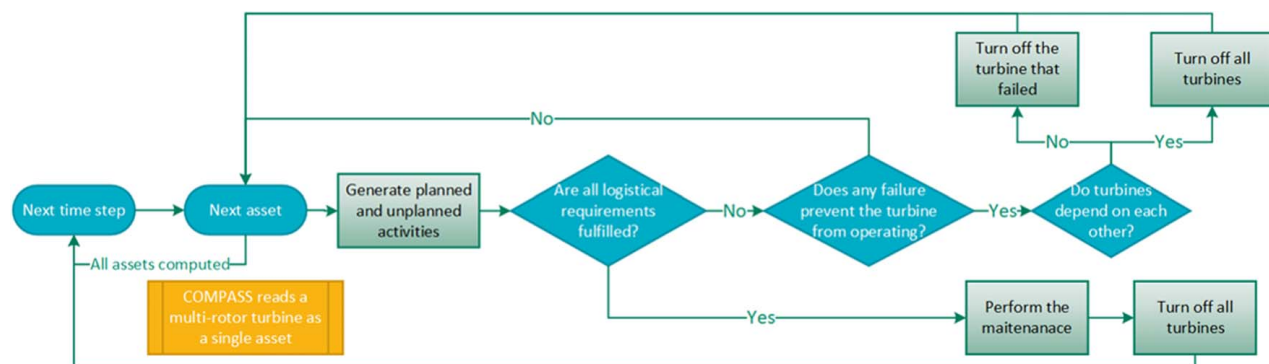 Turn off the
turbine that
failed
Turn off all
turbines
No
No
Yes
Next time step
Next asset
Generate planned
and unplanned
activities
Are all logistical
requirements
fulfilled?
No
Does any failure
prevent the turbine
from operating?
Yes
Do turbines
depend on each
other?
All assets computed
COMPASS reads a
multi-rotor turbine as
a single asset
Yes
Perform the
maitenanace
Turn off all
turbines